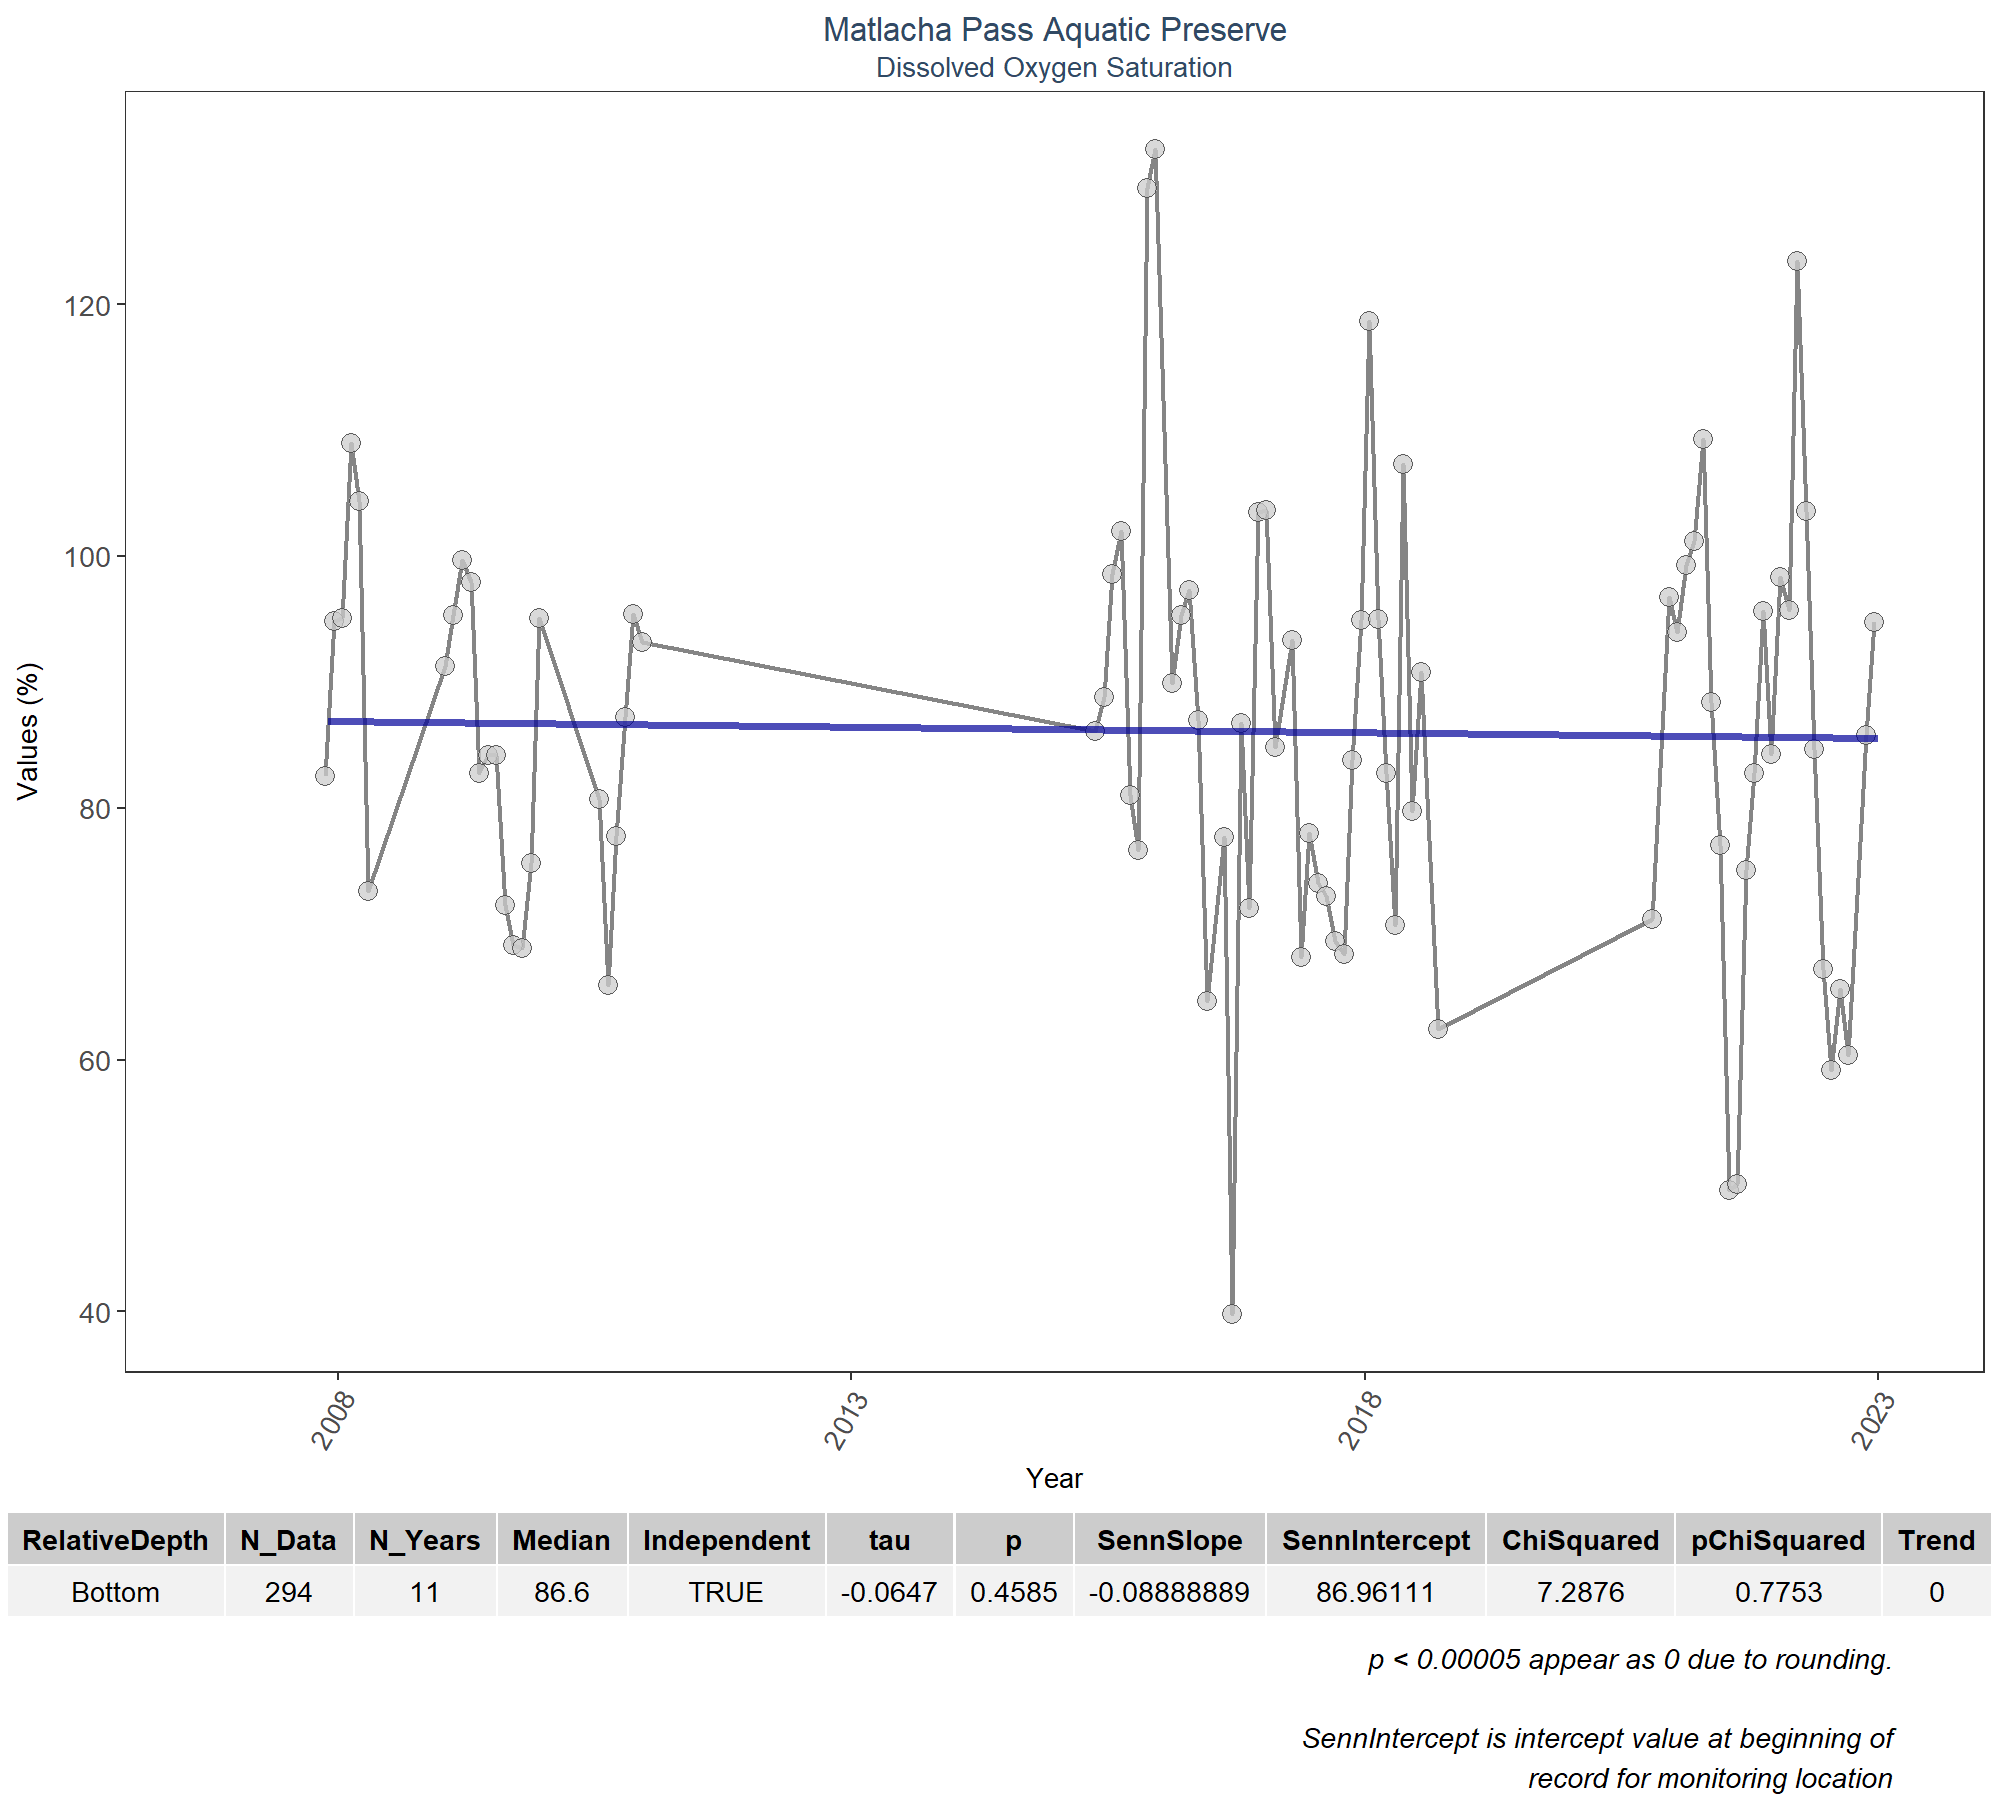 Matlacha Pass Aquatic Preserve
Dissolved Oxygen Saturation
Values (%)
120
100
80
60
40
2008 2013 2018 2023
Year
RelativeDepth N_Data N_Years Median Independent tau p SennSlope SennIntercept ChiSquared pChiSquared Trend
Bottom 294 11 86.6 TRUE -0.0647 0.4585 -0.08888889 86.96111 7.2876 0.7753 0
p < 0.00005 appear as 0 due to rounding.
SennIntercept is intercept value at beginning of
record for monitoring location